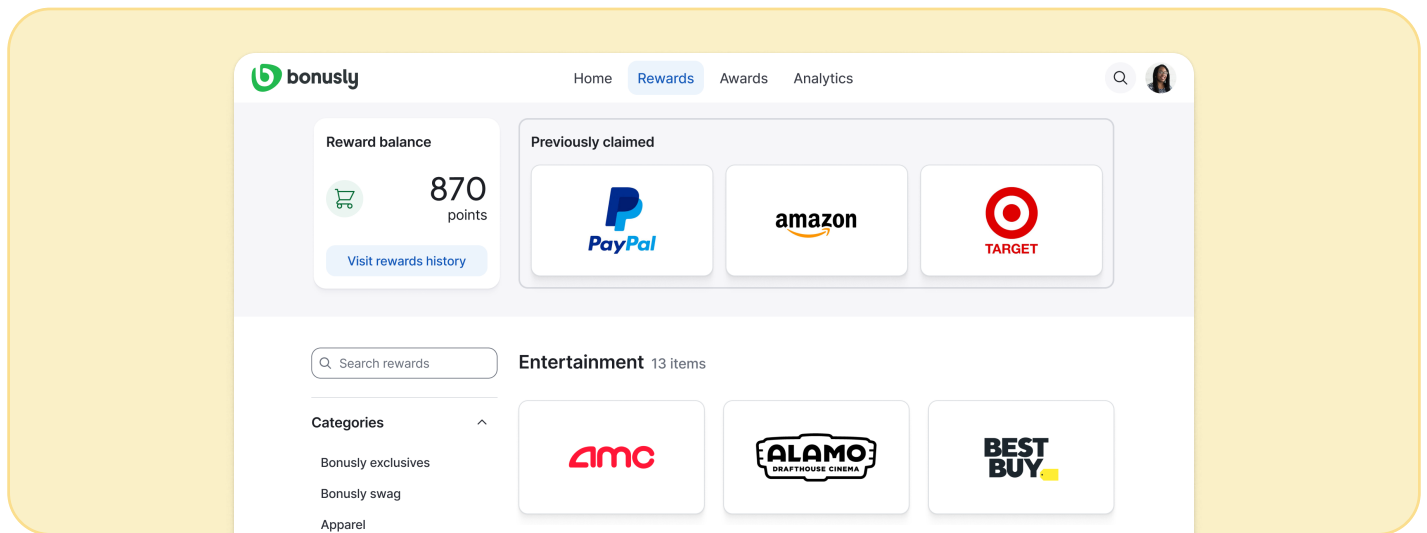 bonusly
Home Rewards Awards Analytics
Reward balance
870
points
Visit rewards history
Previously claimed
PayPal
amazon
TARGET
Search rewards
Categories
Bonusly exclusives
Bonusly swag
Apparel
Entertainment 13 items
amc
ALAMO
DRAFTHOUSE CINEMA
BEST
BUY